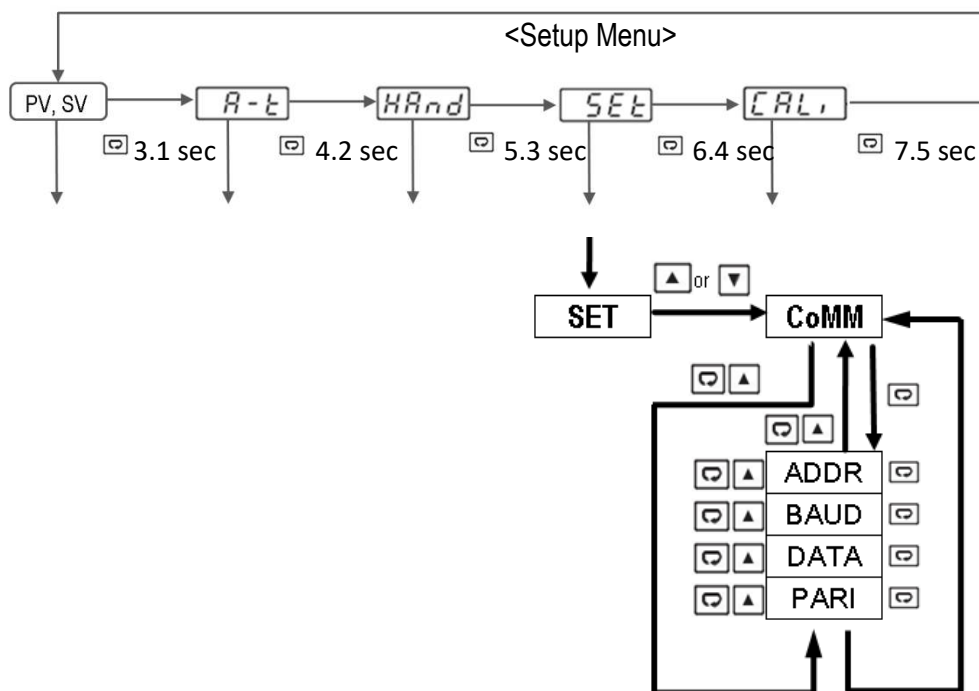 <Setup Menu>
PV, SV
A-t
HAnd
SEt
CALi
3.1 sec
4.2 sec
5.3 sec
6.4 sec
7.5 sec
or
SET
CoMM
ADDR
BAUD
DATA
PARI